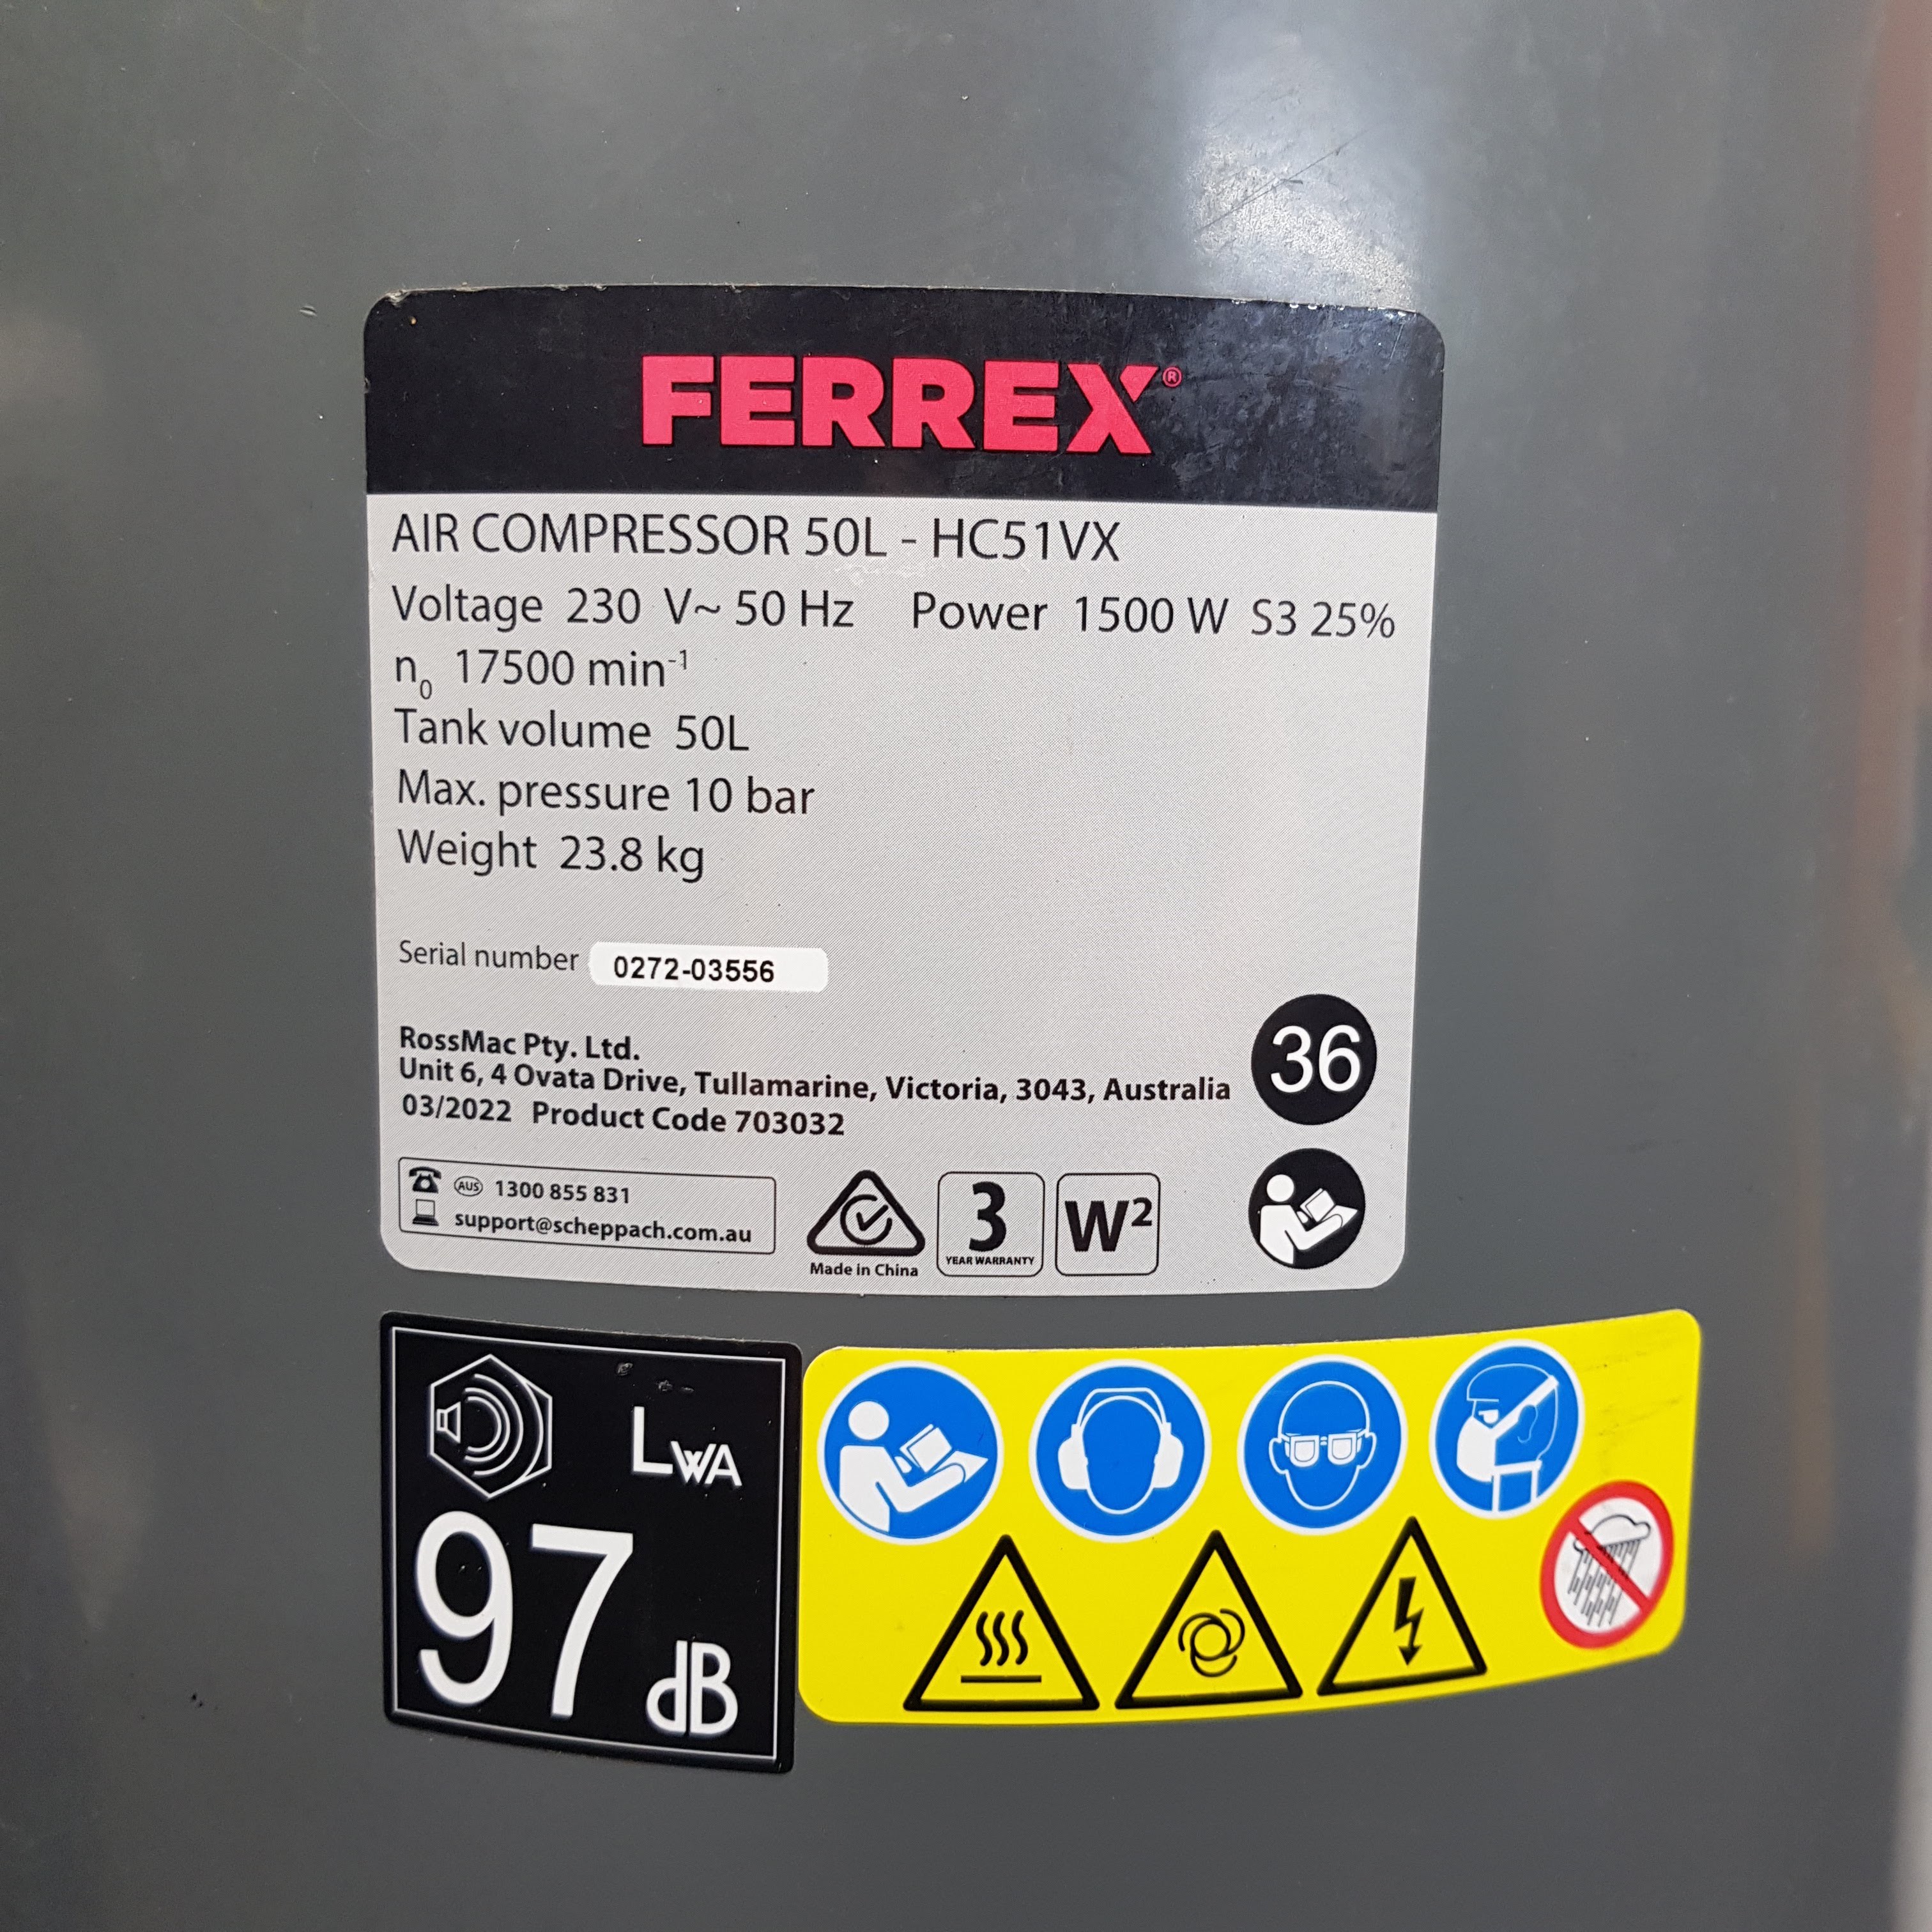 FERREX®
AIR COMPRESSOR 50L - HC51VX
Voltage 230 V~ 50 Hz Power 1500 W S3 25%
n₀ 17500 min⁻¹
Tank volume 50L
Max. pressure 10 bar
Weight 23.8 kg
Serial number 0272-03556
RossMac Pty. Ltd.
Unit 6, 4 Ovata Drive, Tullamarine, Victoria, 3043, Australia
03/2022 Product Code 703032
36
AUS 1300 855 831
support@scheppach.com.au
Made in China
3
YEAR WARRANTY
W²
LWA
97 dB